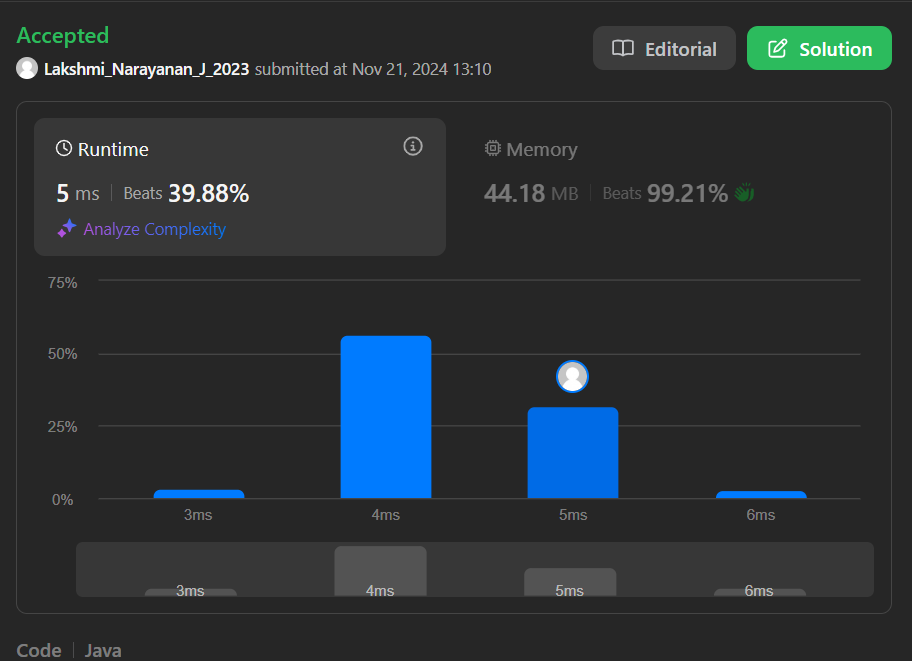 Accepted
Editorial
Solution
Lakshmi_Narayanan_J_2023 submitted at Nov 21, 2024 13:10
Runtime
5 ms | Beats 39.88%
Analyze Complexity
Memory
44.18 MB | Beats 99.21%
75%
50%
25%
0%
3ms 4ms 5ms 6ms
3ms 4ms 5ms 6ms
Code | Java